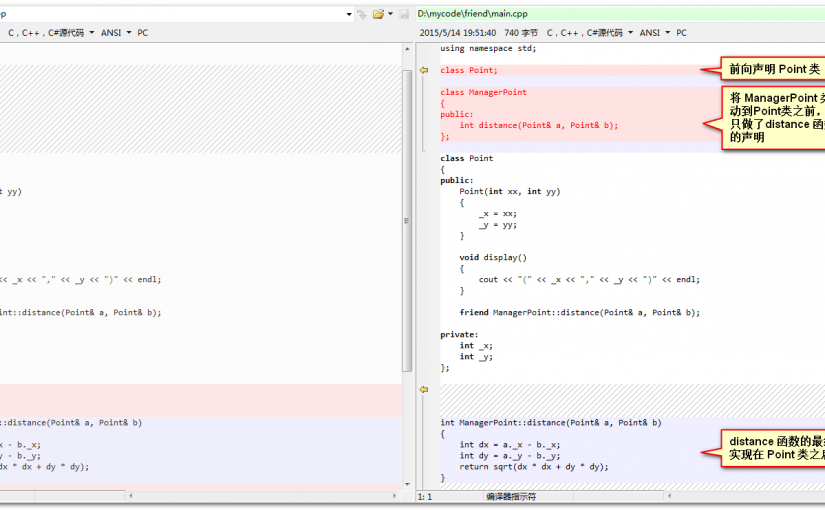 D:\mycode\friend\main.cpp
C，C++，C#源代码 ANSI PC
2015/5/14 19:51:40 740 字节 C，C++，C#源代码 ANSI PC
yy)
<< _x << "," << _y << ")" << endl;
::distance(Point& a, Point& b);
::distance(Point& a, Point& b)
- b._x;
- b._y;
dx * dx + dy * dy);
using namespace std;
class Point;
class ManagerPoint
{
public:
int distance(Point& a, Point& b);
};
class Point
{
public:
Point(int xx, int yy)
{
_x = xx;
_y = yy;
}
void display()
{
cout << "(" << _x << "," << _y << ")" << endl;
}
friend ManagerPoint::distance(Point& a, Point& b);
private:
int _x;
int _y;
};
int ManagerPoint::distance(Point& a, Point& b)
{
int dx = a._x - b._x;
int dy = a._y - b._y;
return sqrt(dx * dx + dy * dy);
}
前向声明 Point 类
将 ManagerPoint 类
动到Point类之前，
只做了distance 函
的声明
distance 函数的最
实现在 Point 类之
1: 1 编译器指示符